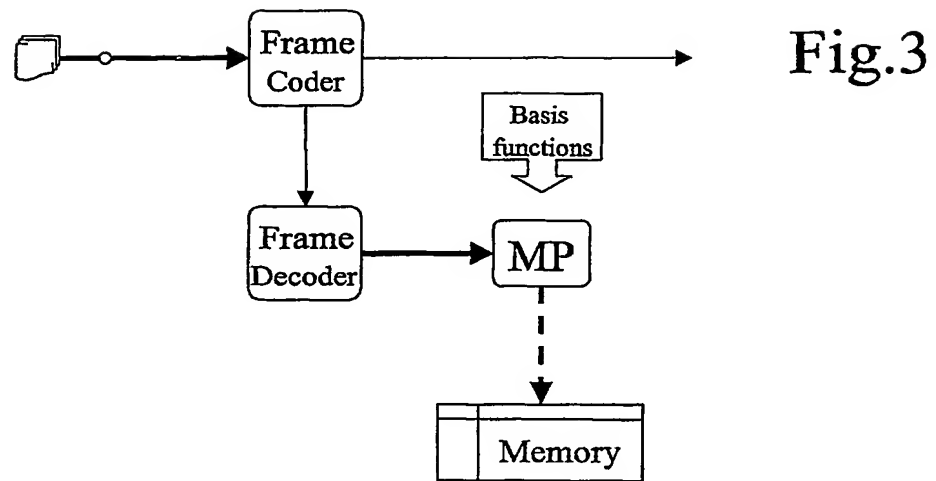 Frame
Coder
Fig.3
Basis
functions
Frame
Decoder
MP
Memory